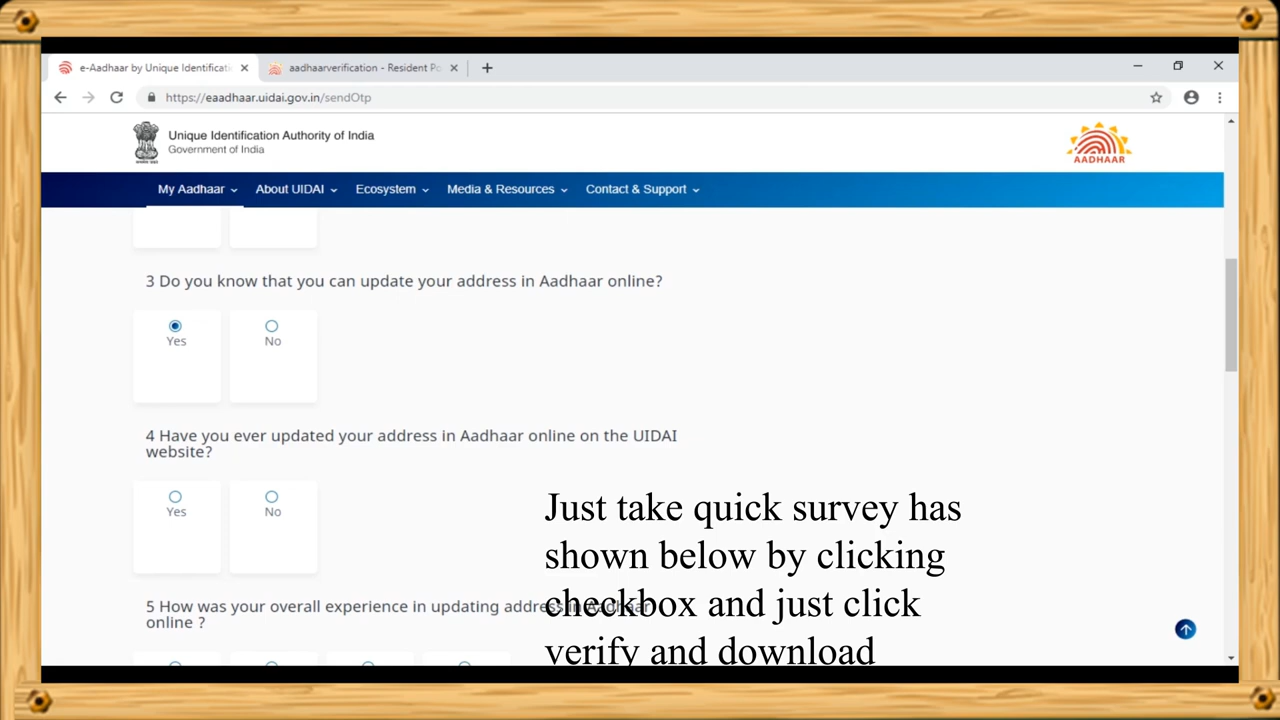 e-Aadhaar by Unique Identificati
aadhaarverification - Resident Po
https://eaadhaar.uidai.gov.in/sendOtp
Unique Identification Authority of India
Government of India
AADHAAR
My Aadhaar
About UIDAI
Ecosystem
Media & Resources
Contact & Support
3 Do you know that you can update your address in Aadhaar online?
Yes
No
4 Have you ever updated your address in Aadhaar online on the UIDAI
website?
Yes
No
5 How was your overall experience in updating address in Aadhaar
online ?
Just take quick survey has
shown below by clicking
checkbox and just click
verify and download